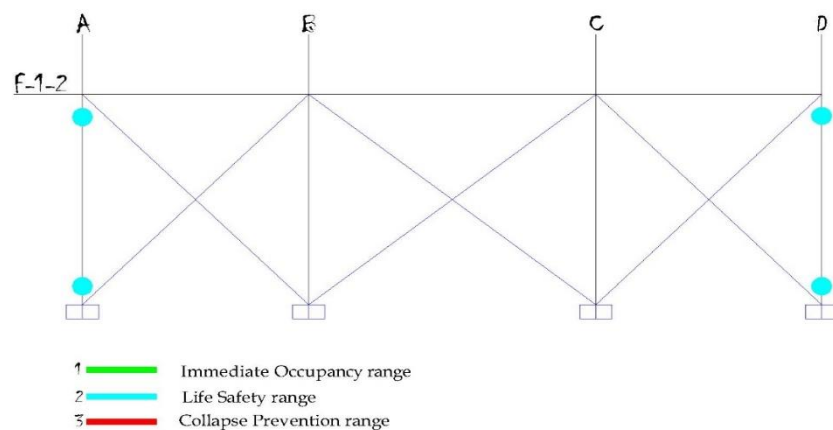 A B C D
F-1-2
1 Immediate Occupancy range
2 Life Safety range
3 Collapse Prevention range